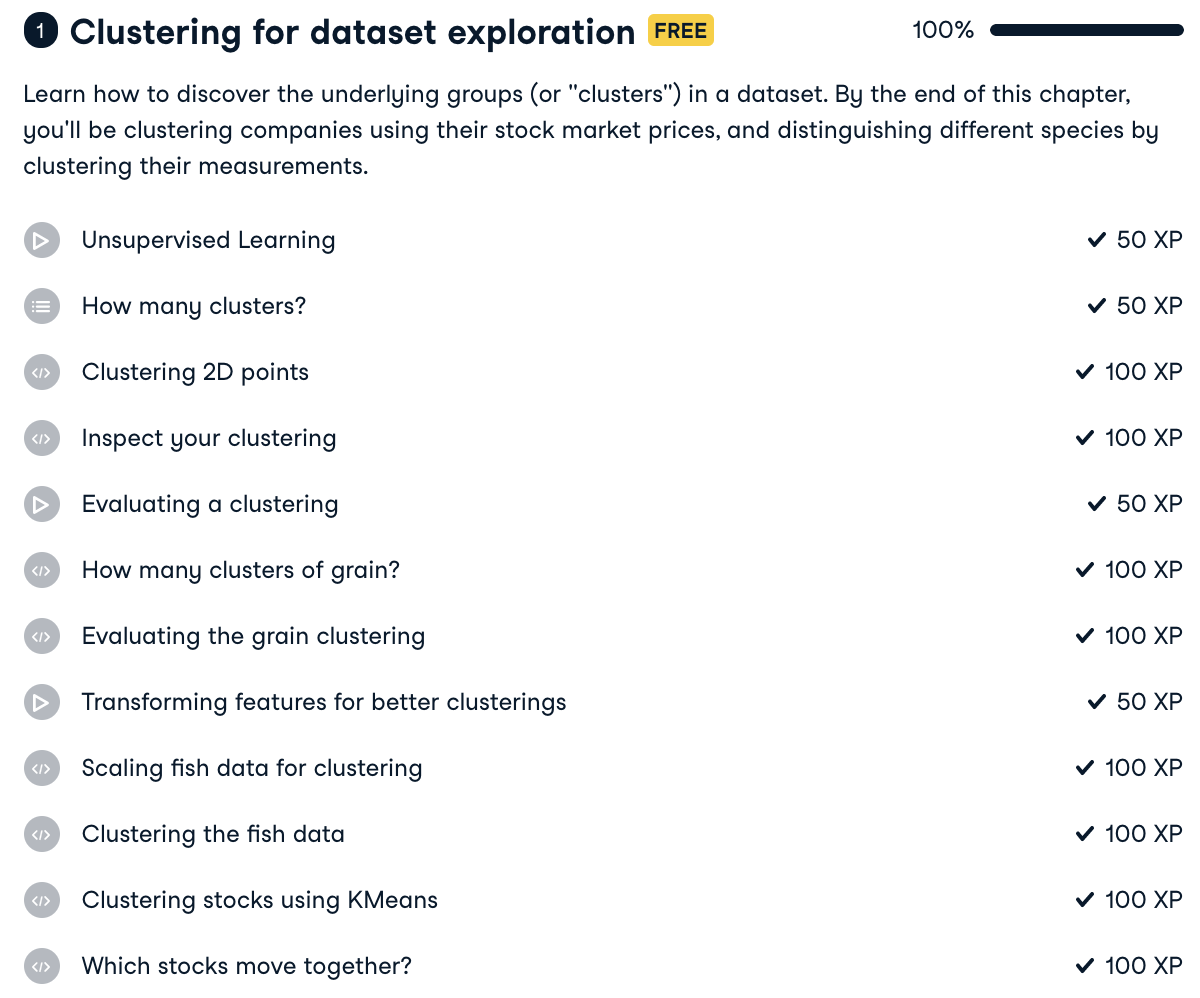 1 Clustering for dataset exploration FREE 100%
Learn how to discover the underlying groups (or "clusters") in a dataset. By the end of this chapter,
you'll be clustering companies using their stock market prices, and distinguishing different species by
clustering their measurements.
Unsupervised Learning 50 XP
How many clusters? 50 XP
Clustering 2D points 100 XP
Inspect your clustering 100 XP
Evaluating a clustering 50 XP
How many clusters of grain? 100 XP
Evaluating the grain clustering 100 XP
Transforming features for better clusterings 50 XP
Scaling fish data for clustering 100 XP
Clustering the fish data 100 XP
Clustering stocks using KMeans 100 XP
Which stocks move together? 100 XP